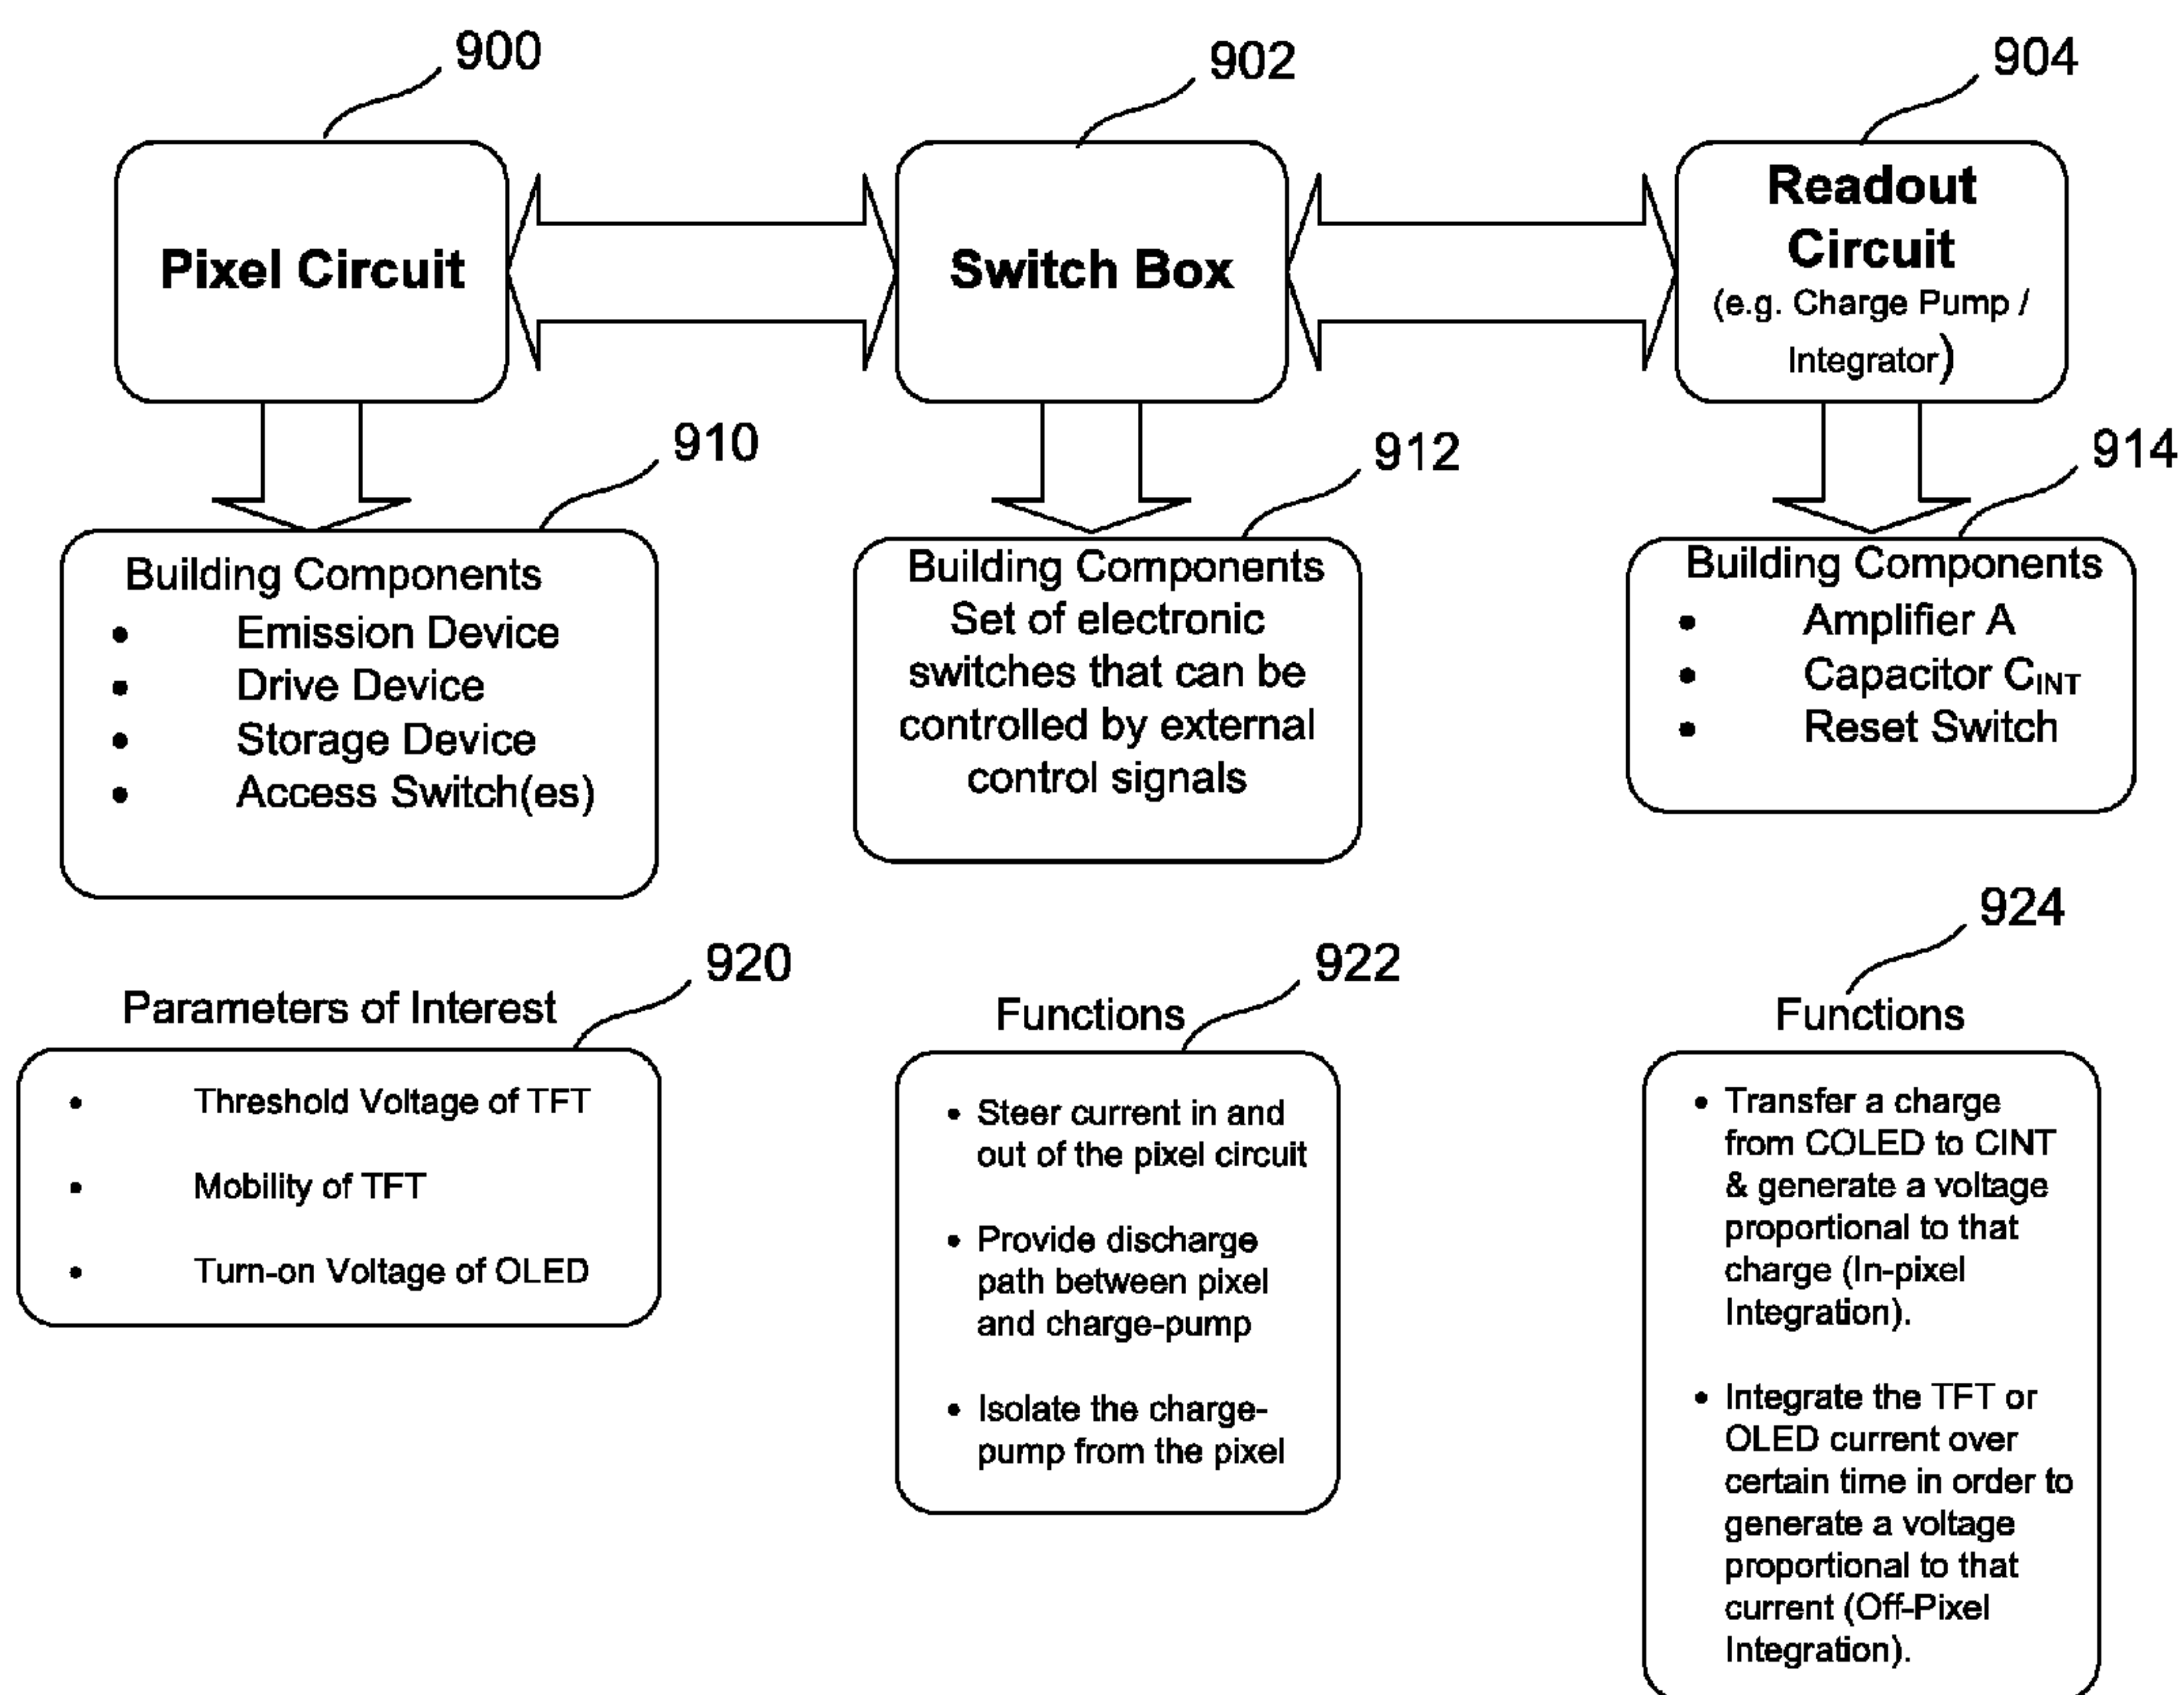 900
902
904
Pixel Circuit
Switch Box
Readout
Circuit
(e.g. Charge Pump /
Integrator)
910
912
914
Building Components
• Emission Device
• Drive Device
• Storage Device
• Access Switch(es)
Building Components
Set of electronic
switches that can be
controlled by external
control signals
Building Components
• Amplifier A
• Capacitor CINT
• Reset Switch
920
922
924
Parameters of Interest
• Threshold Voltage of TFT
• Mobility of TFT
• Turn-on Voltage of OLED
Functions
• Steer current in and
out of the pixel circuit
• Provide discharge
path between pixel
and charge-pump
• Isolate the charge-
pump from the pixel
Functions
• Transfer a charge
from COLED to CINT
& generate a voltage
proportional to that
charge (In-pixel
Integration).
• Integrate the TFT or
OLED current over
certain time in order to
generate a voltage
proportional to that
current (Off-Pixel
Integration).